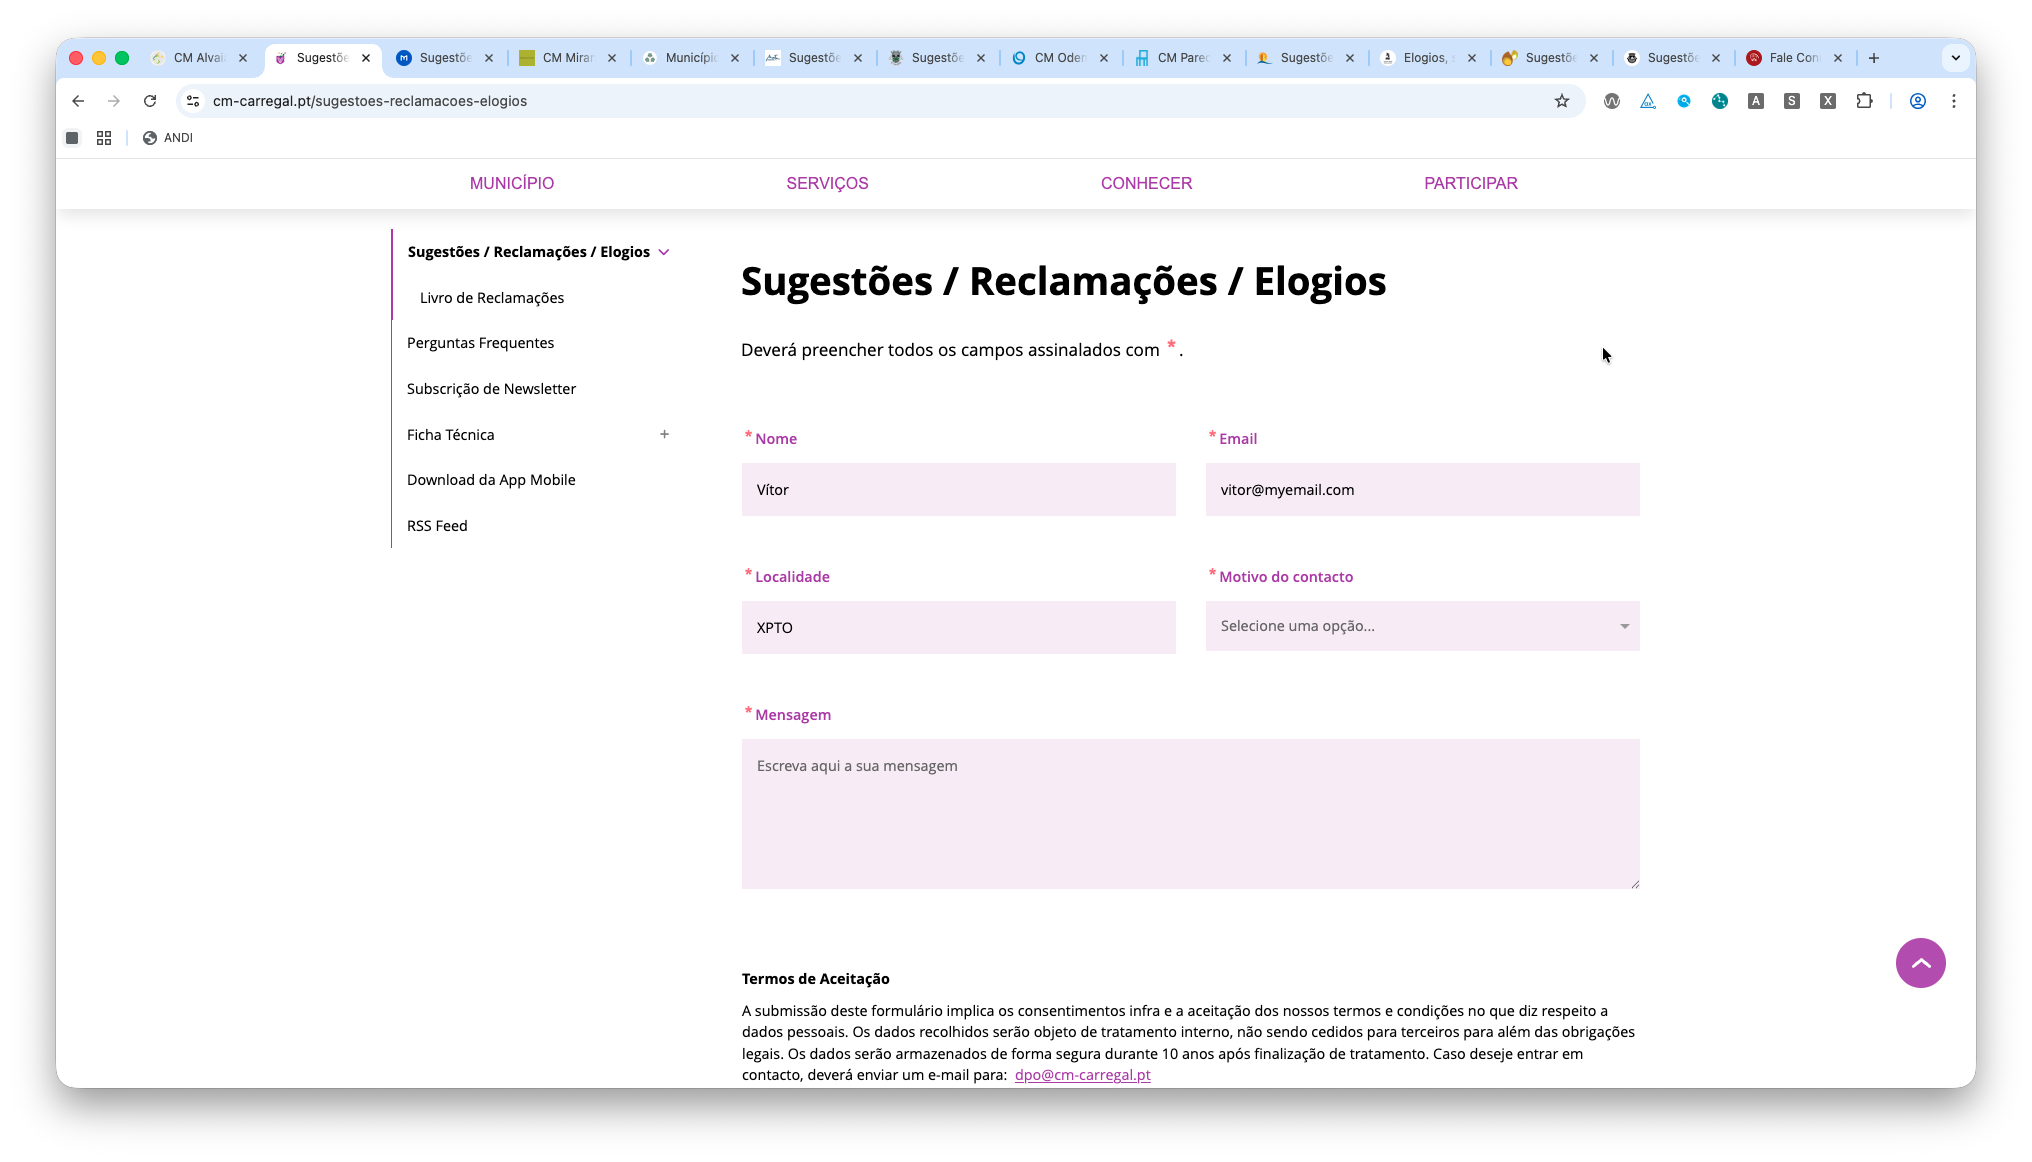 CM Alvai
Sugestõe
Sugestõe
CM Miran
Município
Sugestõe
Sugestõe
CM Odem
CM Pared
Sugestõe
Elogios, s
Sugestõe
Sugestõe
Fale Con
cm-carregal.pt/sugestoes-reclamacoes-elogios
A
S
X
ANDI
MUNICÍPIO
SERVIÇOS
CONHECER
PARTICIPAR
Sugestões / Reclamações / Elogios
Livro de Reclamações
Perguntas Frequentes
Subscrição de Newsletter
Ficha Técnica +
Download da App Mobile
RSS Feed
Sugestões / Reclamações / Elogios
Deverá preencher todos os campos assinalados com * .
* Nome
Vítor
* Email
vitor@myemail.com
* Localidade
XPTO
* Motivo do contacto
Selecione uma opção...
* Mensagem
Escreva aqui a sua mensagem
Termos de Aceitação
A submissão deste formulário implica os consentimentos infra e a aceitação dos nossos termos e condições no que diz respeito a
dados pessoais. Os dados recolhidos serão objeto de tratamento interno, não sendo cedidos para terceiros para além das obrigações
legais. Os dados serão armazenados de forma segura durante 10 anos após finalização de tratamento. Caso deseje entrar em
contacto, deverá enviar um e-mail para: dpo@cm-carregal.pt